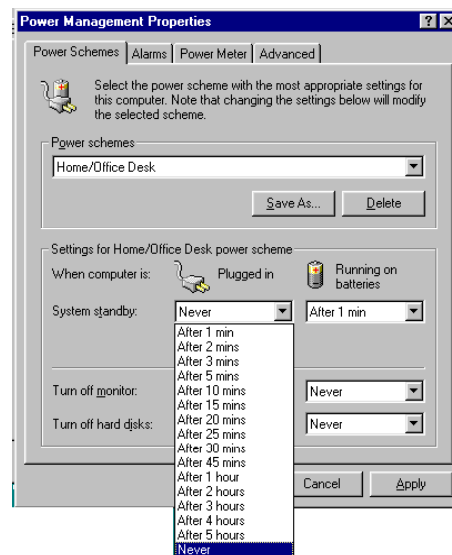 Power Management Properties
Power Schemes Alarms Power Meter Advanced
Select the power scheme with the most appropriate settings for
this computer. Note that changing the settings below will modify
the selected scheme.
Power schemes
Home/Office Desk
Save As... Delete
Settings for Home/Office Desk power scheme
When computer is: Plugged in Running on
batteries
System standby: Never After 1 min
After 1 min
After 2 mins
After 3 mins
After 5 mins
After 10 mins
After 15 mins
After 20 mins
After 25 mins
After 30 mins
After 45 mins
After 1 hour
After 2 hours
After 3 hours
After 4 hours
After 5 hours
Never
Turn off monitor: Never
Turn off hard disks: Never
Cancel Apply